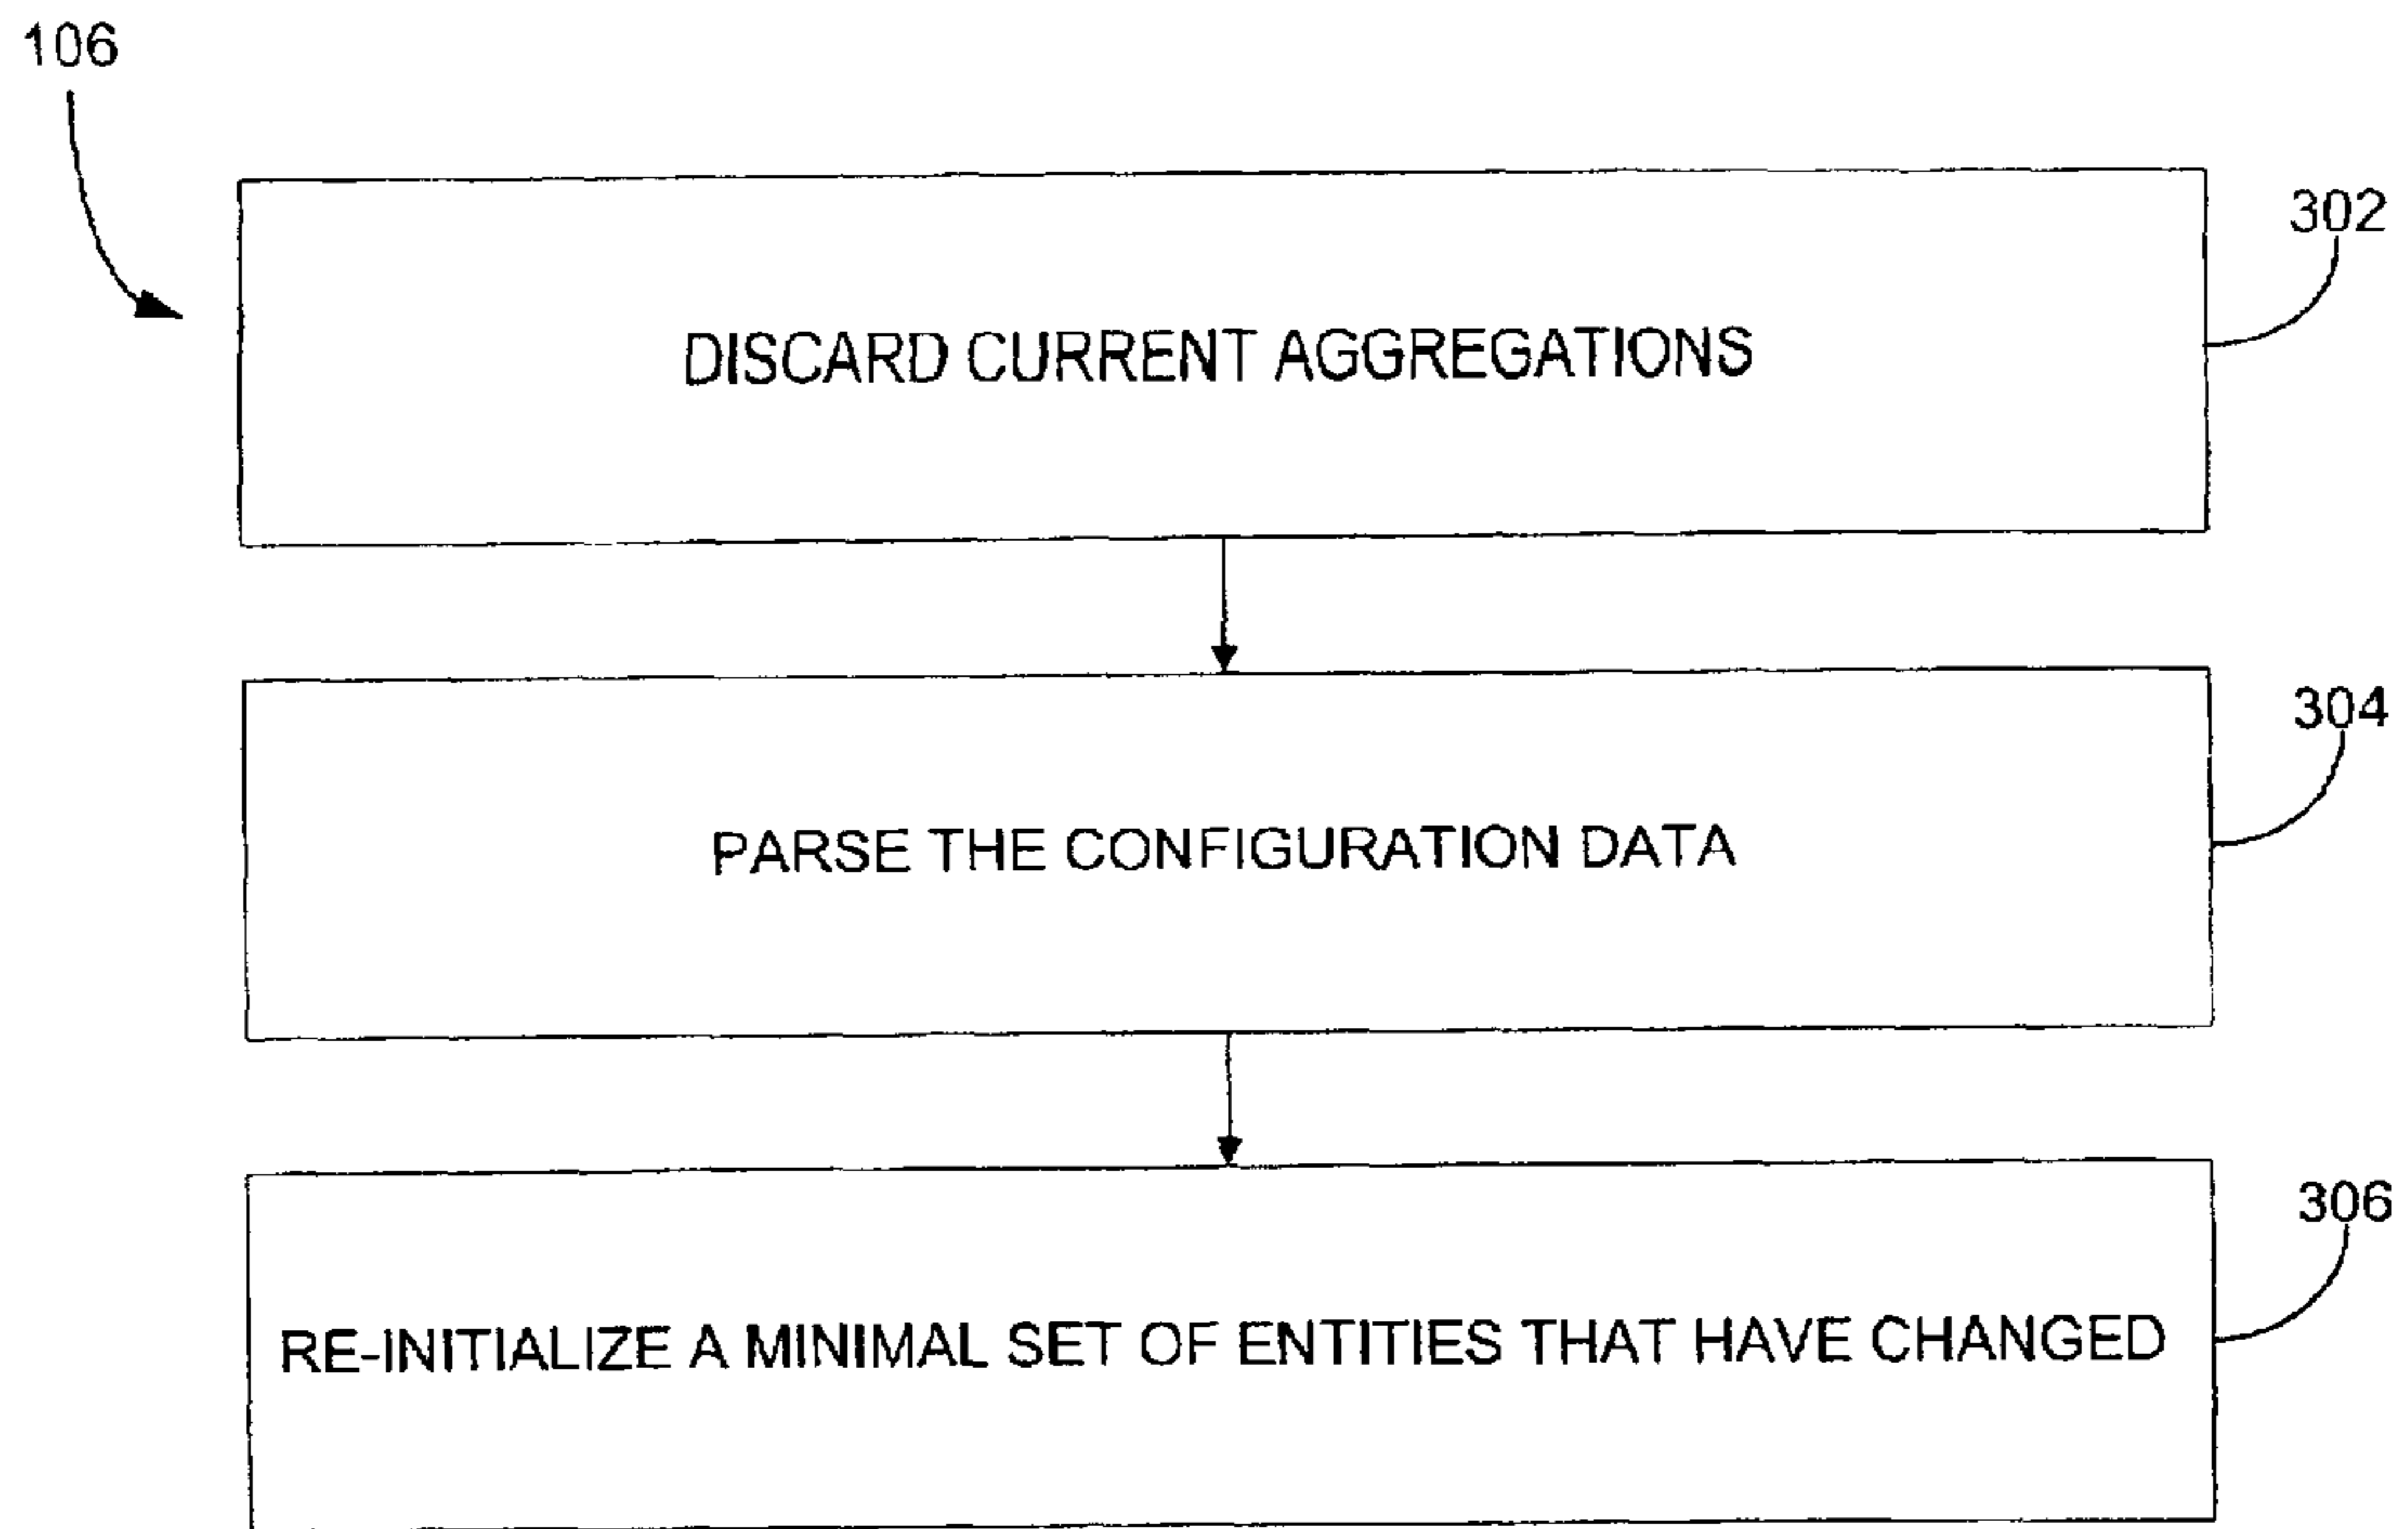 106
302
DISCARD CURRENT AGGREGATIONS
304
PARSE THE CONFIGURATION DATA
306
RE-INITIALIZE A MINIMAL SET OF ENTITIES THAT HAVE CHANGED